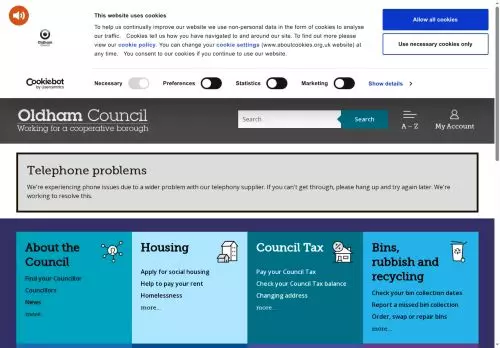 This website uses cookies
To help us continually improve our website we use non-personal data in the form of cookies to analyse
our traffic. Cookies tell us how you have navigated to and around our site. To find out more please
view our cookie policy. You can change your cookie settings (www.aboutcookies.org.uk website) at
any time. You consent to our cookies if you continue to use our website.
Allow all cookies
Use necessary cookies only
Oldham
Council
Cookiebot
by Usercentrics
Necessary
Preferences
Statistics
Marketing
Show details
Oldham Council
Working for a cooperative borough
Search
Search
A – Z
My Account
Telephone problems
We're experiencing phone issues due to a wider problem with our telephony supplier. If you can't get through, please hang up and try again later. We're
working to resolve this.
About the
Council
Find your Councillor
Councillors
News
more...
Housing
Apply for social housing
Help to pay your rent
Homelessness
more...
Council Tax
Pay your Council Tax
Check your Council Tax balance
Changing address
more...
Bins,
rubbish and
recycling
Check your bin collection dates
Report a missed bin collection
Order, swap or repair bins
more...